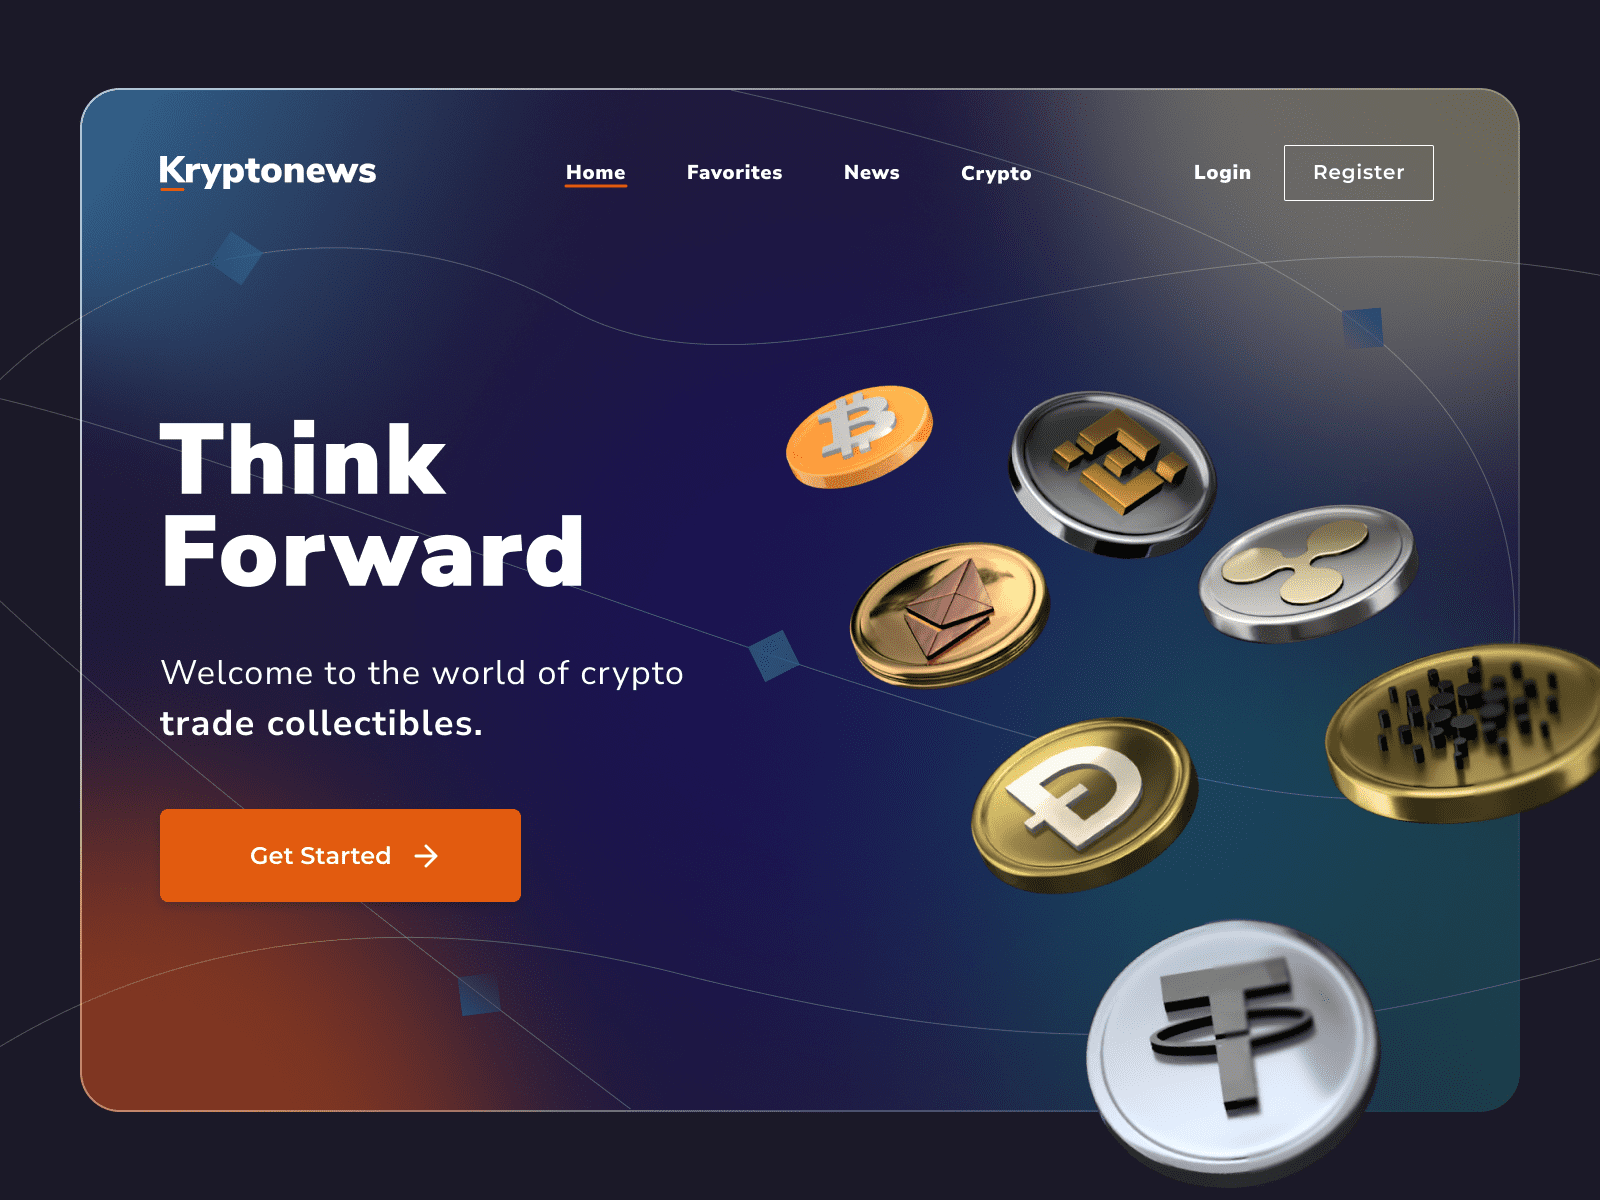 Kryptonews
Home Favorites News Crypto
Login Register
Think
Forward
Welcome to the world of crypto
trade collectibles.
Get Started →